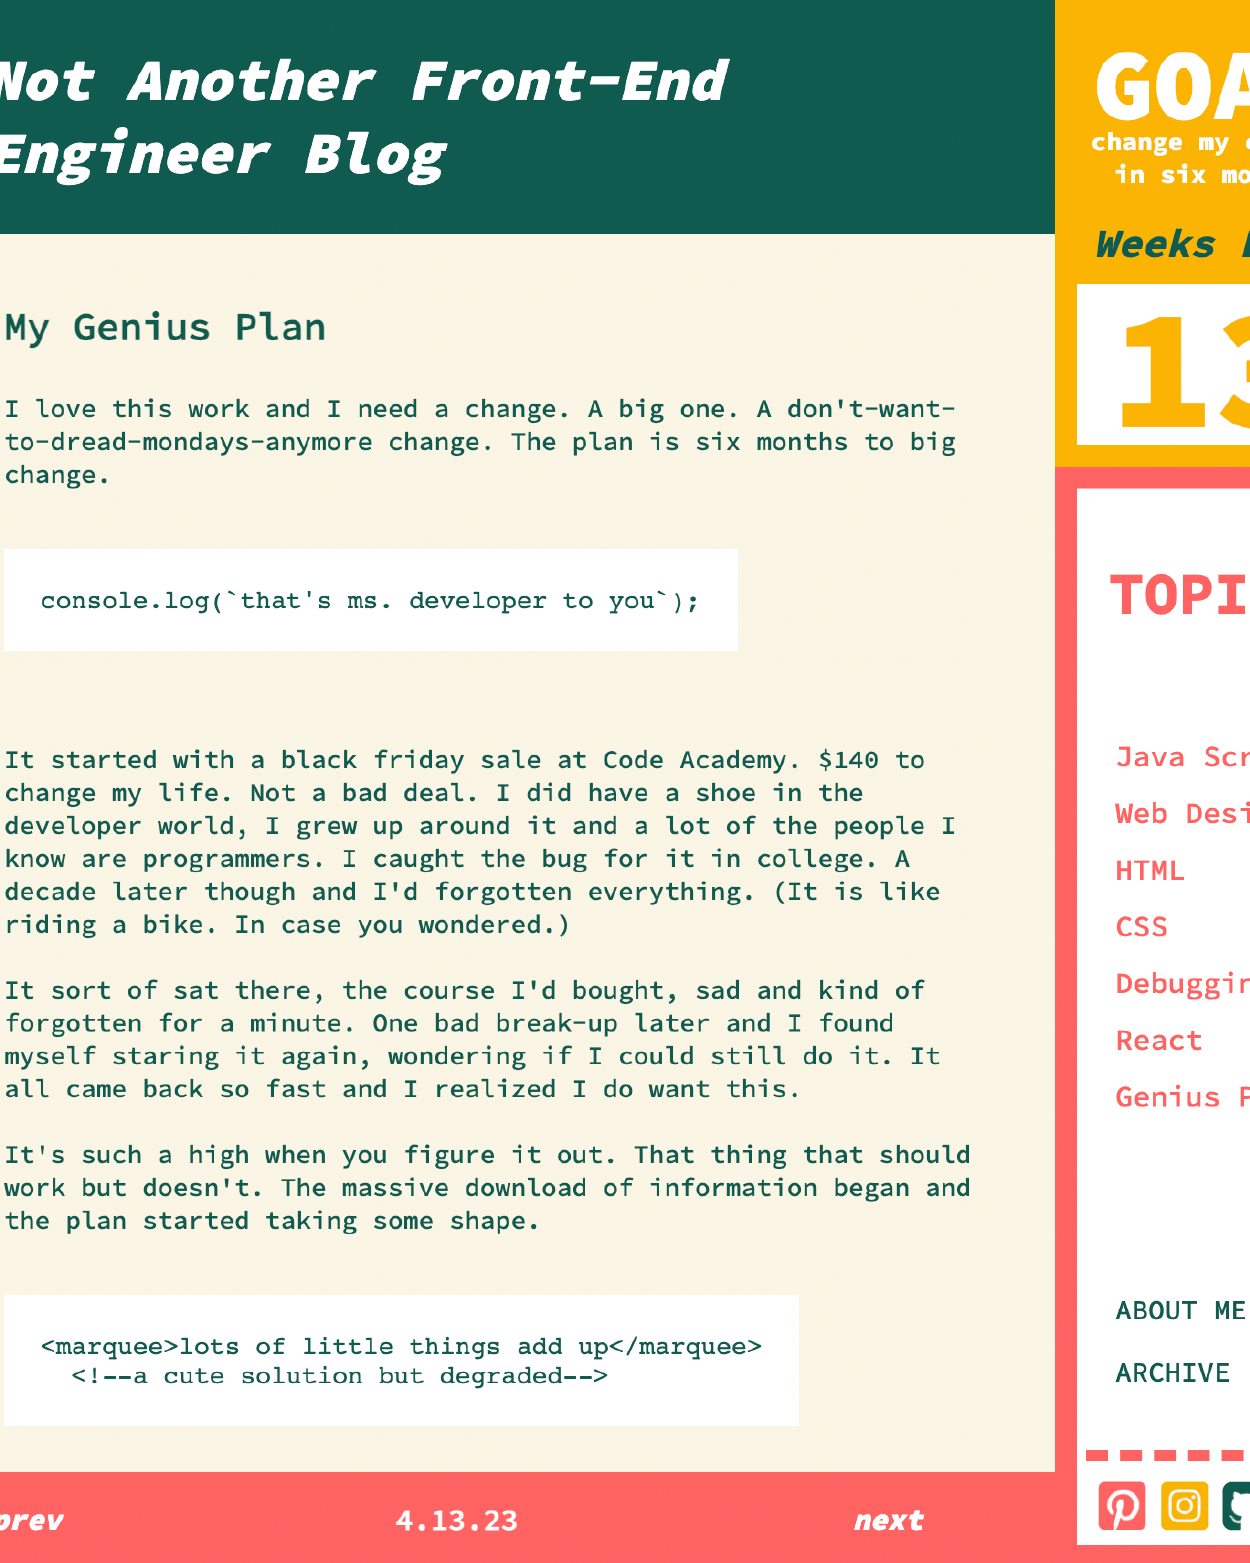 Not Another Front-End
Engineer Blog
My Genius Plan
I love this work and I need a change. A big one. A don't-want-
to-dread-mondays-anymore change. The plan is six months to big
change.
console.log(`that's ms. developer to you`);
It started with a black friday sale at Code Academy. $140 to
change my life. Not a bad deal. I did have a shoe in the
developer world, I grew up around it and a lot of the people I
know are programmers. I caught the bug for it in college. A
decade later though and I'd forgotten everything. (It is like
riding a bike. In case you wondered.)
It sort of sat there, the course I'd bought, sad and kind of
forgotten for a minute. One bad break-up later and I found
myself staring it again, wondering if I could still do it. It
all came back so fast and I realized I do want this.
It's such a high when you figure it out. That thing that should
work but doesn't. The massive download of information began and
the plan started taking some shape.
<marquee>lots of little things add up</marquee>
<!--a cute solution but degraded-->
prev
4.13.23
next
GOA
change my
in six mo
Weeks
13
TOPI
Java Scr
Web Desi
HTML
CSS
Debuggin
React
Genius P
ABOUT ME
ARCHIVE